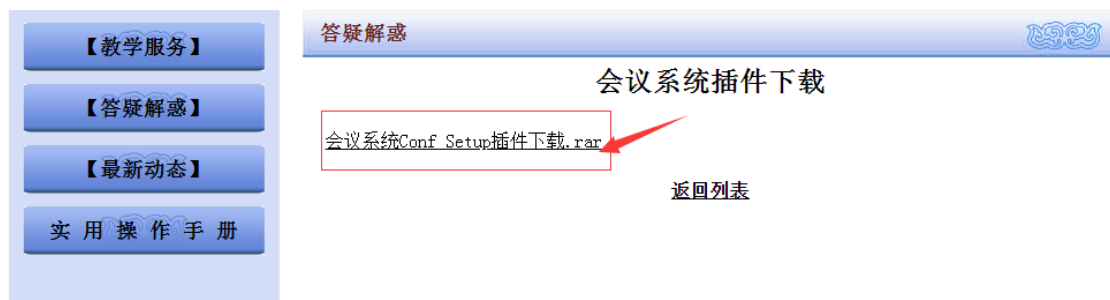 【教学服务】
【答疑解惑】
【最新动态】
实用操作手册
答疑解惑
会议系统插件下载
会议系统Conf Setup插件下载.rar
返回列表